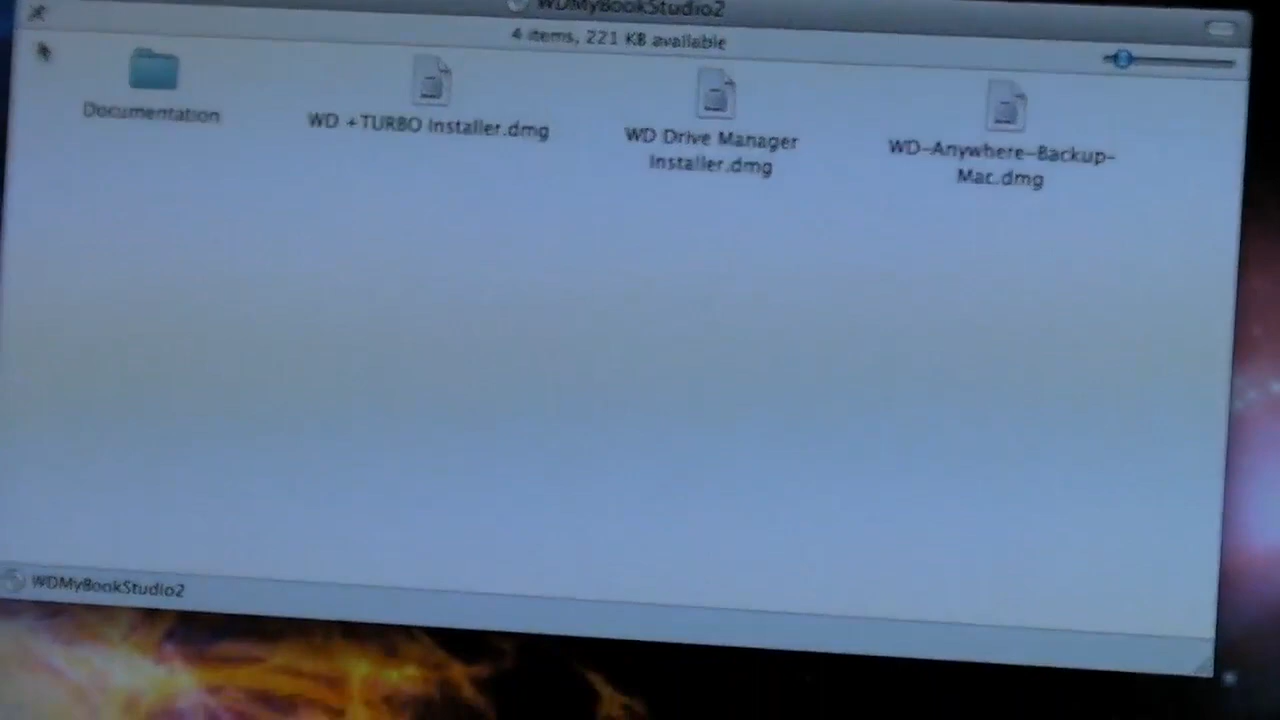 WDMyBookStudio2
4 items, 221 KB available
Documentation
WD +TURBO Installer.dmg
WD Drive Manager
Installer.dmg
WD-Anywhere-Backup-
Mac.dmg
WDMyBookStudio2